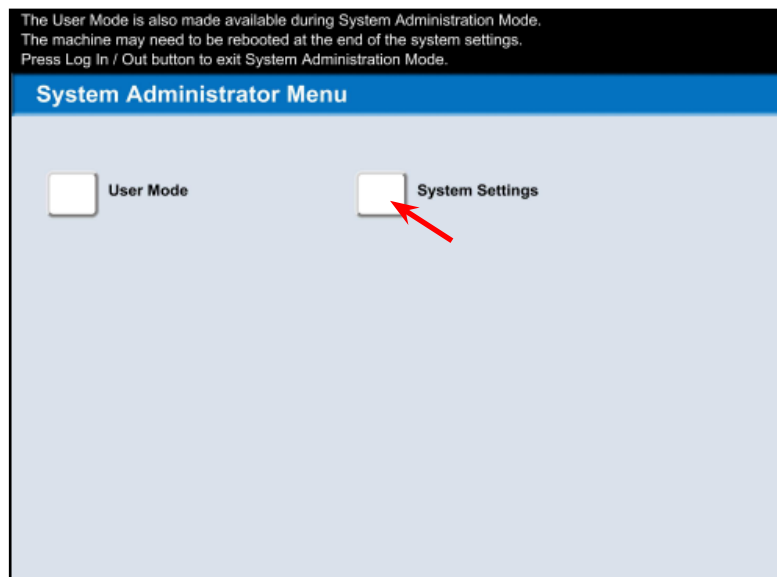 The User Mode is also made available during System Administration Mode.
The machine may need to be rebooted at the end of the system settings.
Press Log In / Out button to exit System Administration Mode.
System Administrator Menu
User Mode
System Settings